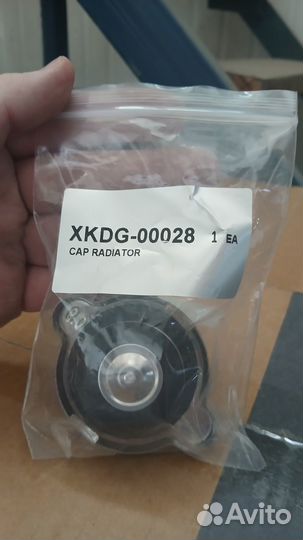 XKDG-00028 1 EA
CAP RADIATOR
Avito